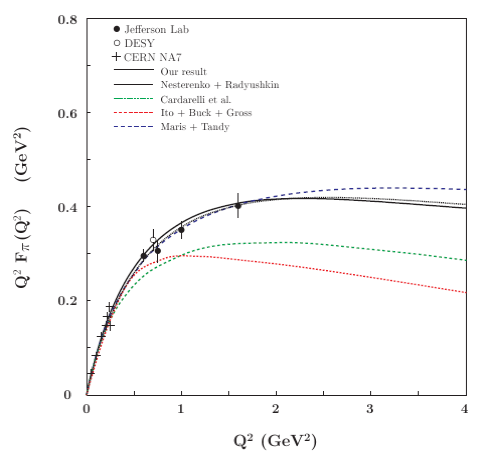 0.8
Jefferson Lab
DESY
CERN NA7
Our result
Nesterenko + Radyushkin
Cardarelli et al.
Ito + Buck + Gross
Maris + Tandy
0.6
0.4
0.2
0
Q² Fπ(Q²) (GeV²)
0 1 2 3 4
Q² (GeV²)